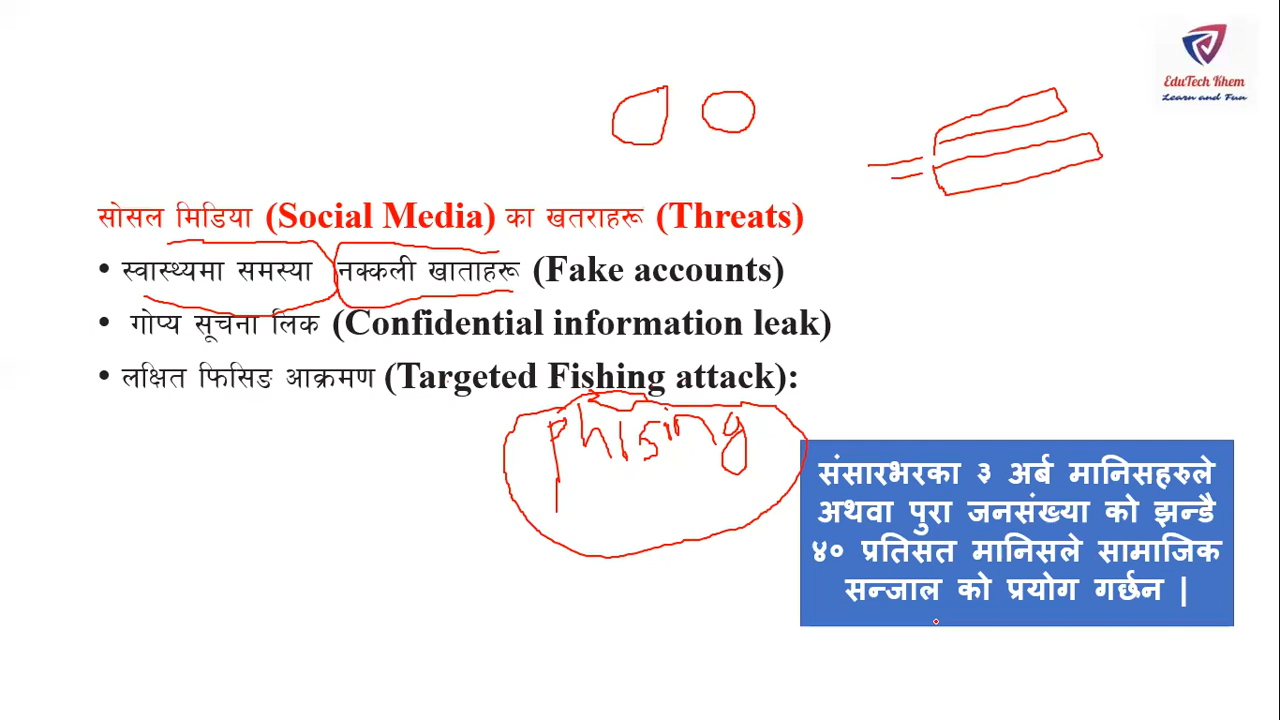 EduTech Khem
Learn and Fun
सोसल मिडिया (Social Media) का खतराहरू (Threats)
• स्वास्थ्यमा समस्या नक्कली खाताहरू (Fake accounts)
• गोप्य सूचना लिक (Confidential information leak)
• लक्षित फिसिङ आक्रमण (Targeted Fishing attack):
phising
संसारभरका ३ अर्ब मानिसहरुले
अथवा पुरा जनसंख्या को झन्डै
४० प्रतिसत मानिसले सामाजिक
सन्जाल को प्रयोग गर्छन |